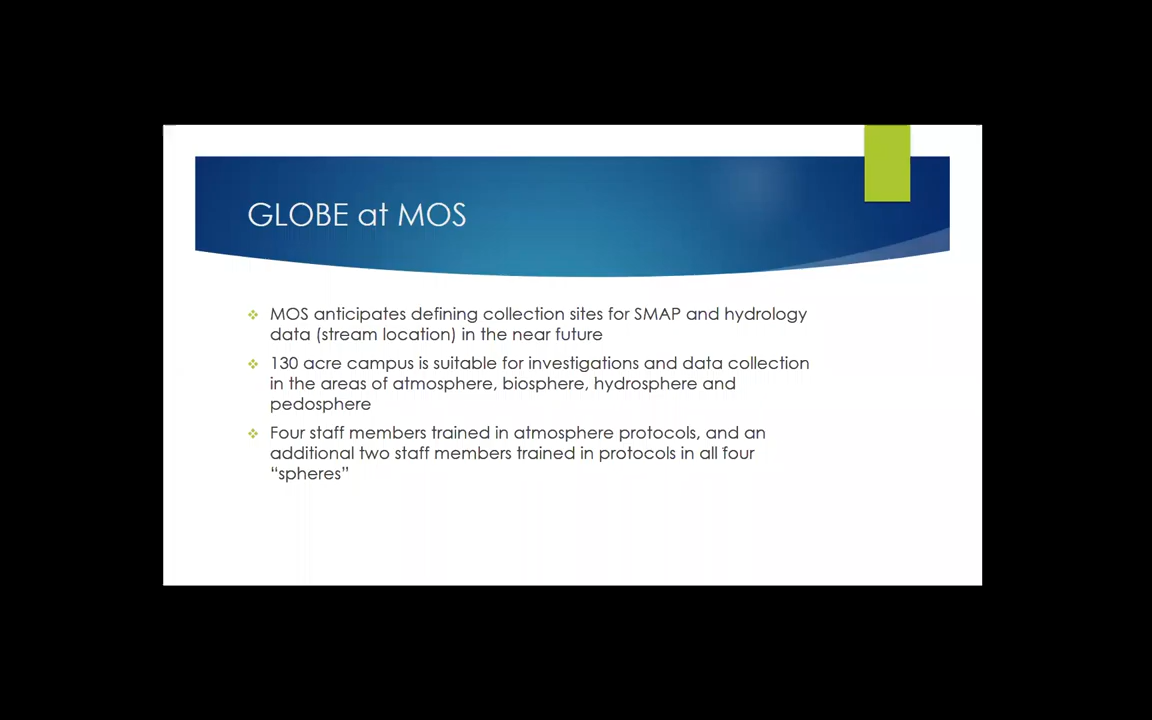 GLOBE at MOS
MOS anticipates defining collection sites for SMAP and hydrology
data (stream location) in the near future
130 acre campus is suitable for investigations and data collection
in the areas of atmosphere, biosphere, hydrosphere and
pedosphere
Four staff members trained in atmosphere protocols, and an
additional two staff members trained in protocols in all four
“spheres”